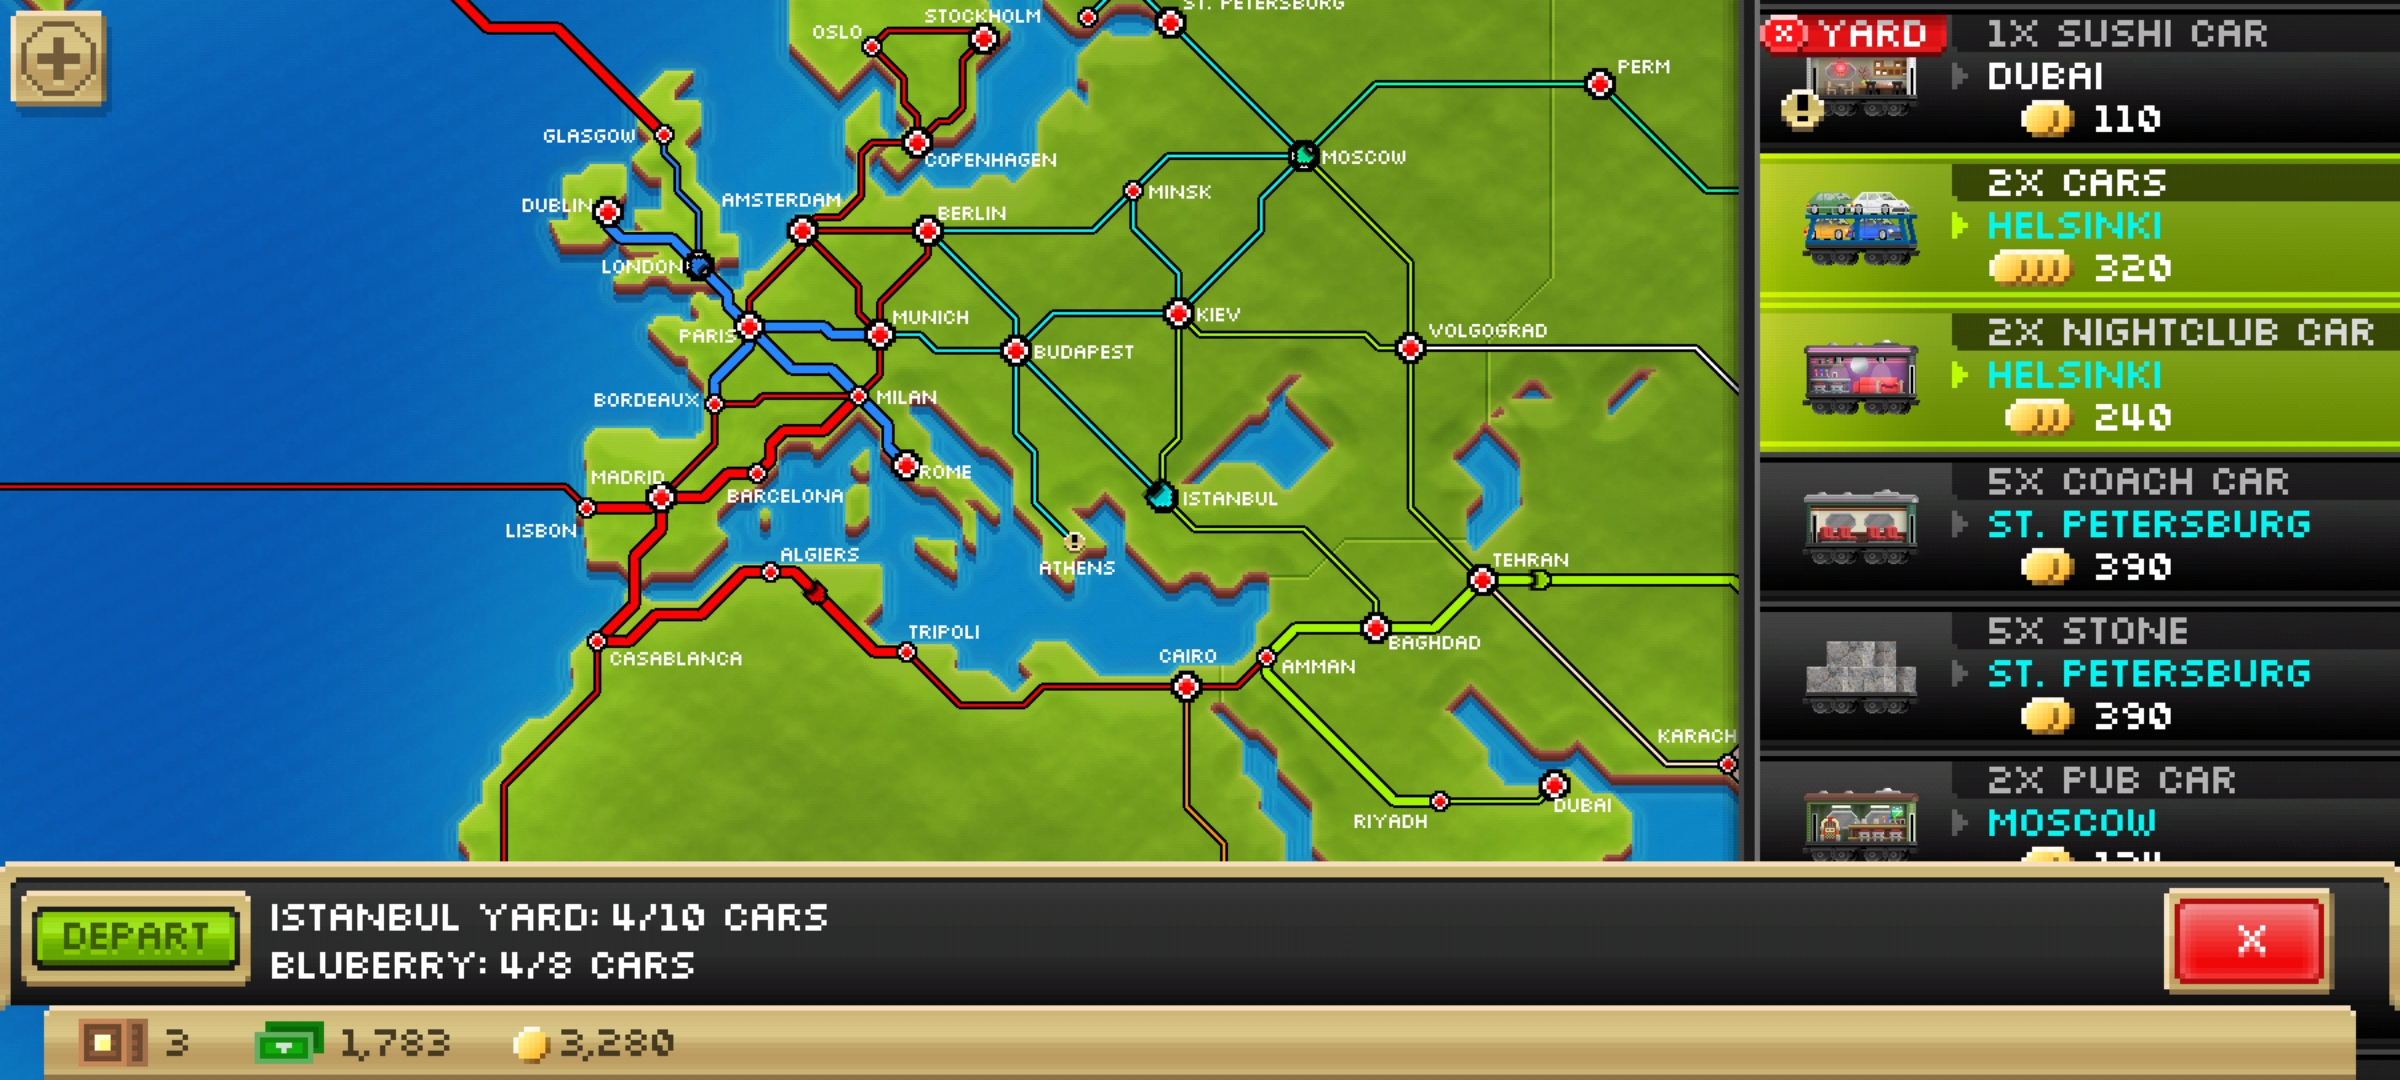 STOCKHOLM
ST. PETERSBURG
OSLO
PERM
GLASGOW
COPENHAGEN
MOSCOW
MINSK
DUBLIN
AMSTERDAM
BERLIN
LONDON
PARIS
MUNICH
KIEV
VOLGOGRAD
BUDAPEST
BORDEAUX
MILAN
MADRID
ROME
BARCELONA
ISTANBUL
LISBON
ALGIERS
ATHENS
TEHRAN
TRIPOLI
CASABLANCA
CAIRO
BAGHDAD
AMMAN
KARACH
RIYADH
DUBAI
X YARD
1X SUSHI CAR
DUBAI
110
2X CARS
HELSINKI
320
2X NIGHTCLUB CAR
HELSINKI
240
5X COACH CAR
ST. PETERSBURG
390
5X STONE
ST. PETERSBURG
390
2X PUB CAR
MOSCOW
DEPART
ISTANBUL YARD: 4/10 CARS
BLUBERRY: 4/8 CARS
X
3
1,783
3,280